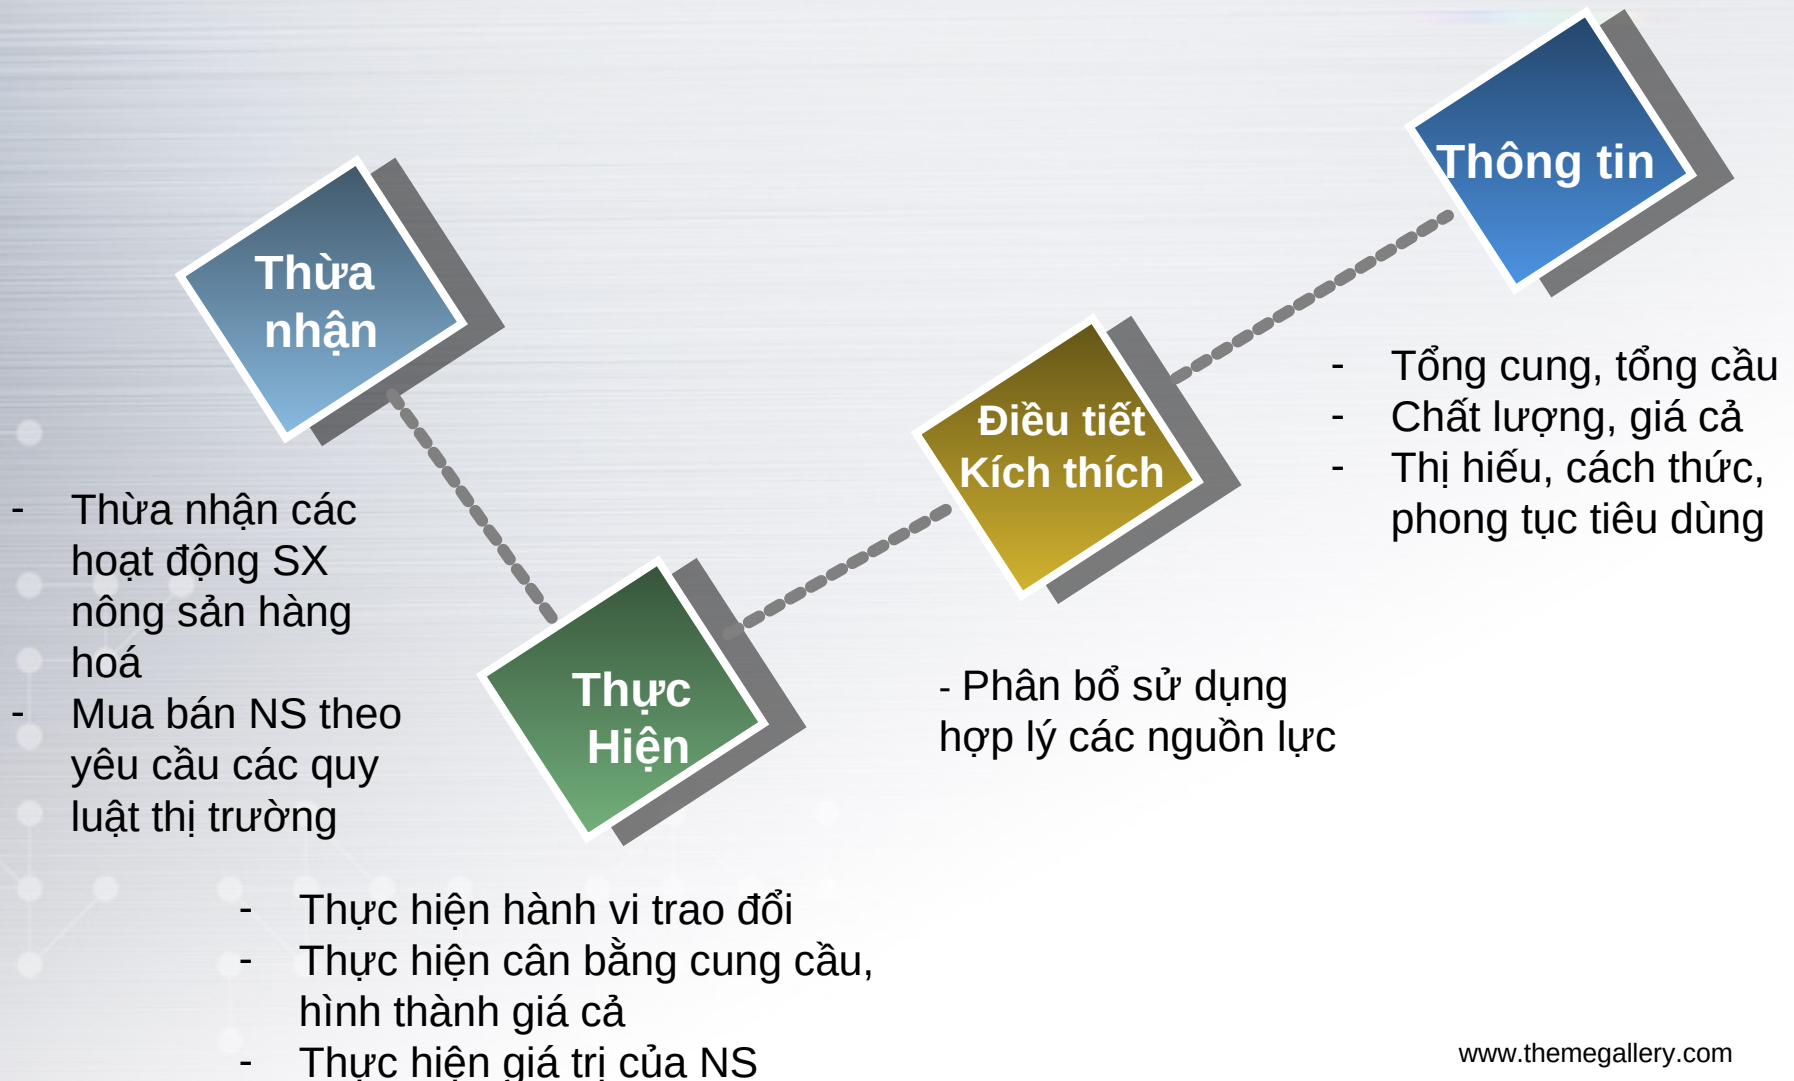 Thừa
nhận
- Thừa nhận các
hoạt động SX
nông sản hàng
hoá
- Mua bán NS theo
yêu cầu các quy
luật thị trường
Thực
Hiện
- Thực hiện hành vi trao đổi
- Thực hiện cân bằng cung cầu,
hình thành giá cả
- Thực hiện giá trị của NS
Điều tiết
Kích thích
- Phân bổ sử dụng
hợp lý các nguồn lực
Thông tin
- Tổng cung, tổng cầu
- Chất lượng, giá cả
- Thị hiếu, cách thức,
phong tục tiêu dùng
www.themegallery.com